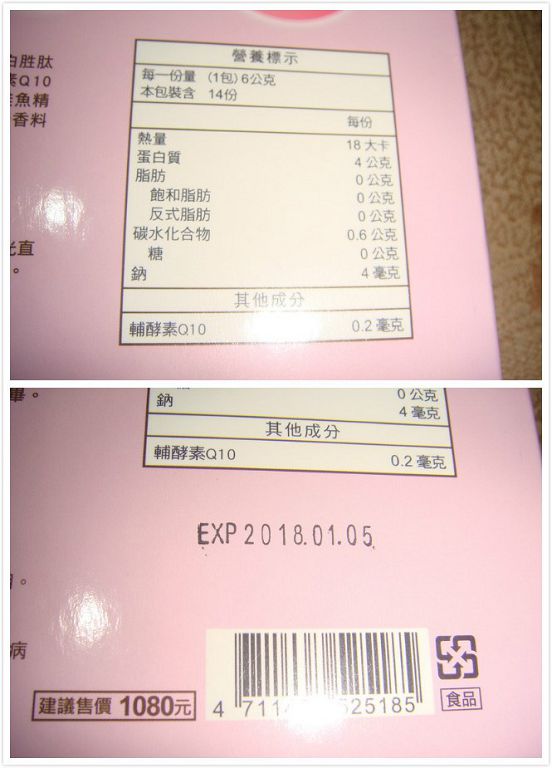 白胜肽
素Q10
魚精
香料
直
。
營養標示
每一份量 (1包) 6公克
本包裝含 14份
每份
熱量 18 大卡
蛋白質 4 公克
脂肪 0 公克
飽和脂肪 0 公克
反式脂肪 0 公克
碳水化合物 0.6 公克
糖 0 公克
鈉 4 毫克
其他成分
輔酵素Q10 0.2 毫克
。
0 公克
鈉 4 毫克
其他成分
輔酵素Q10 0.2 毫克
EXP 2018.01.05
。
病
建議售價 1080元
4 711 525185
食品